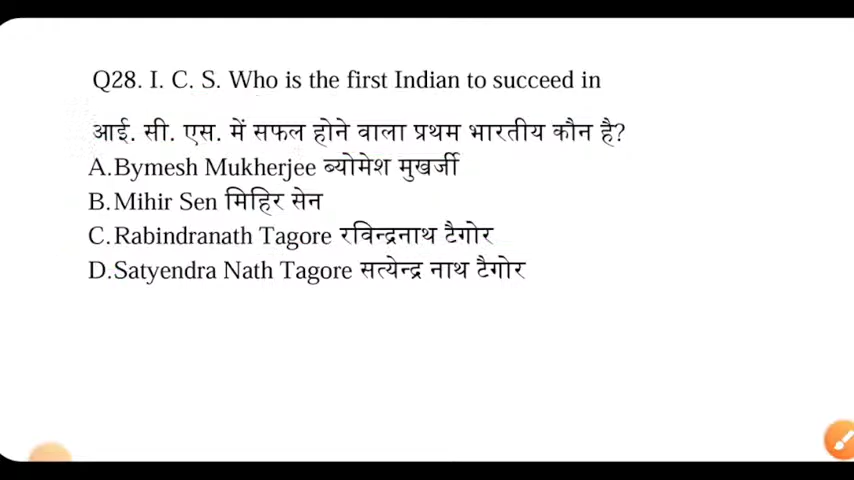 Q28. I. C. S. Who is the first Indian to succeed in
आई. सी. एस. में सफल होने वाला प्रथम भारतीय कौन है?
A.Bymesh Mukherjee ब्योमेश मुखर्जी
B.Mihir Sen मिहिर सेन
C.Rabindranath Tagore रविन्द्रनाथ टैगोर
D.Satyendra Nath Tagore सत्येन्द्र नाथ टैगोर